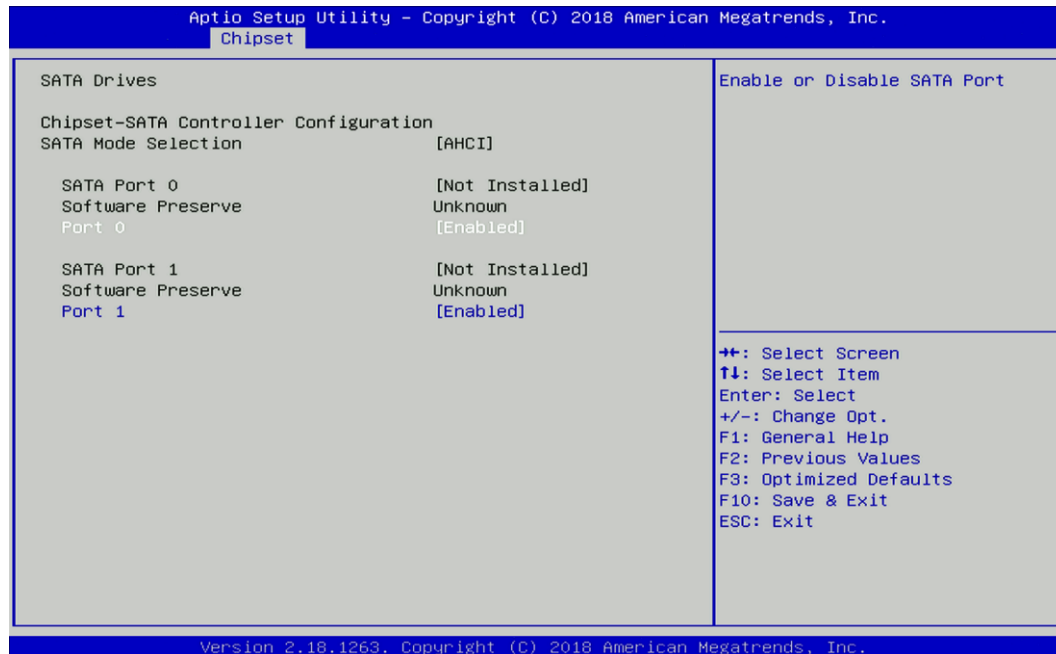 Aptio Setup Utility – Copyright (C) 2018 American Megatrends, Inc.
Chipset
SATA Drives
Chipset-SATA Controller Configuration
SATA Mode Selection [AHCI]
SATA Port 0 [Not Installed]
Software Preserve Unknown
Port 0 [Enabled]
SATA Port 1 [Not Installed]
Software Preserve Unknown
Port 1 [Enabled]
Enable or Disable SATA Port
→←: Select Screen
↑↓: Select Item
Enter: Select
+/-: Change Opt.
F1: General Help
F2: Previous Values
F3: Optimized Defaults
F10: Save & Exit
ESC: Exit
Version 2.18.1263. Copyright (C) 2018 American Megatrends, Inc.